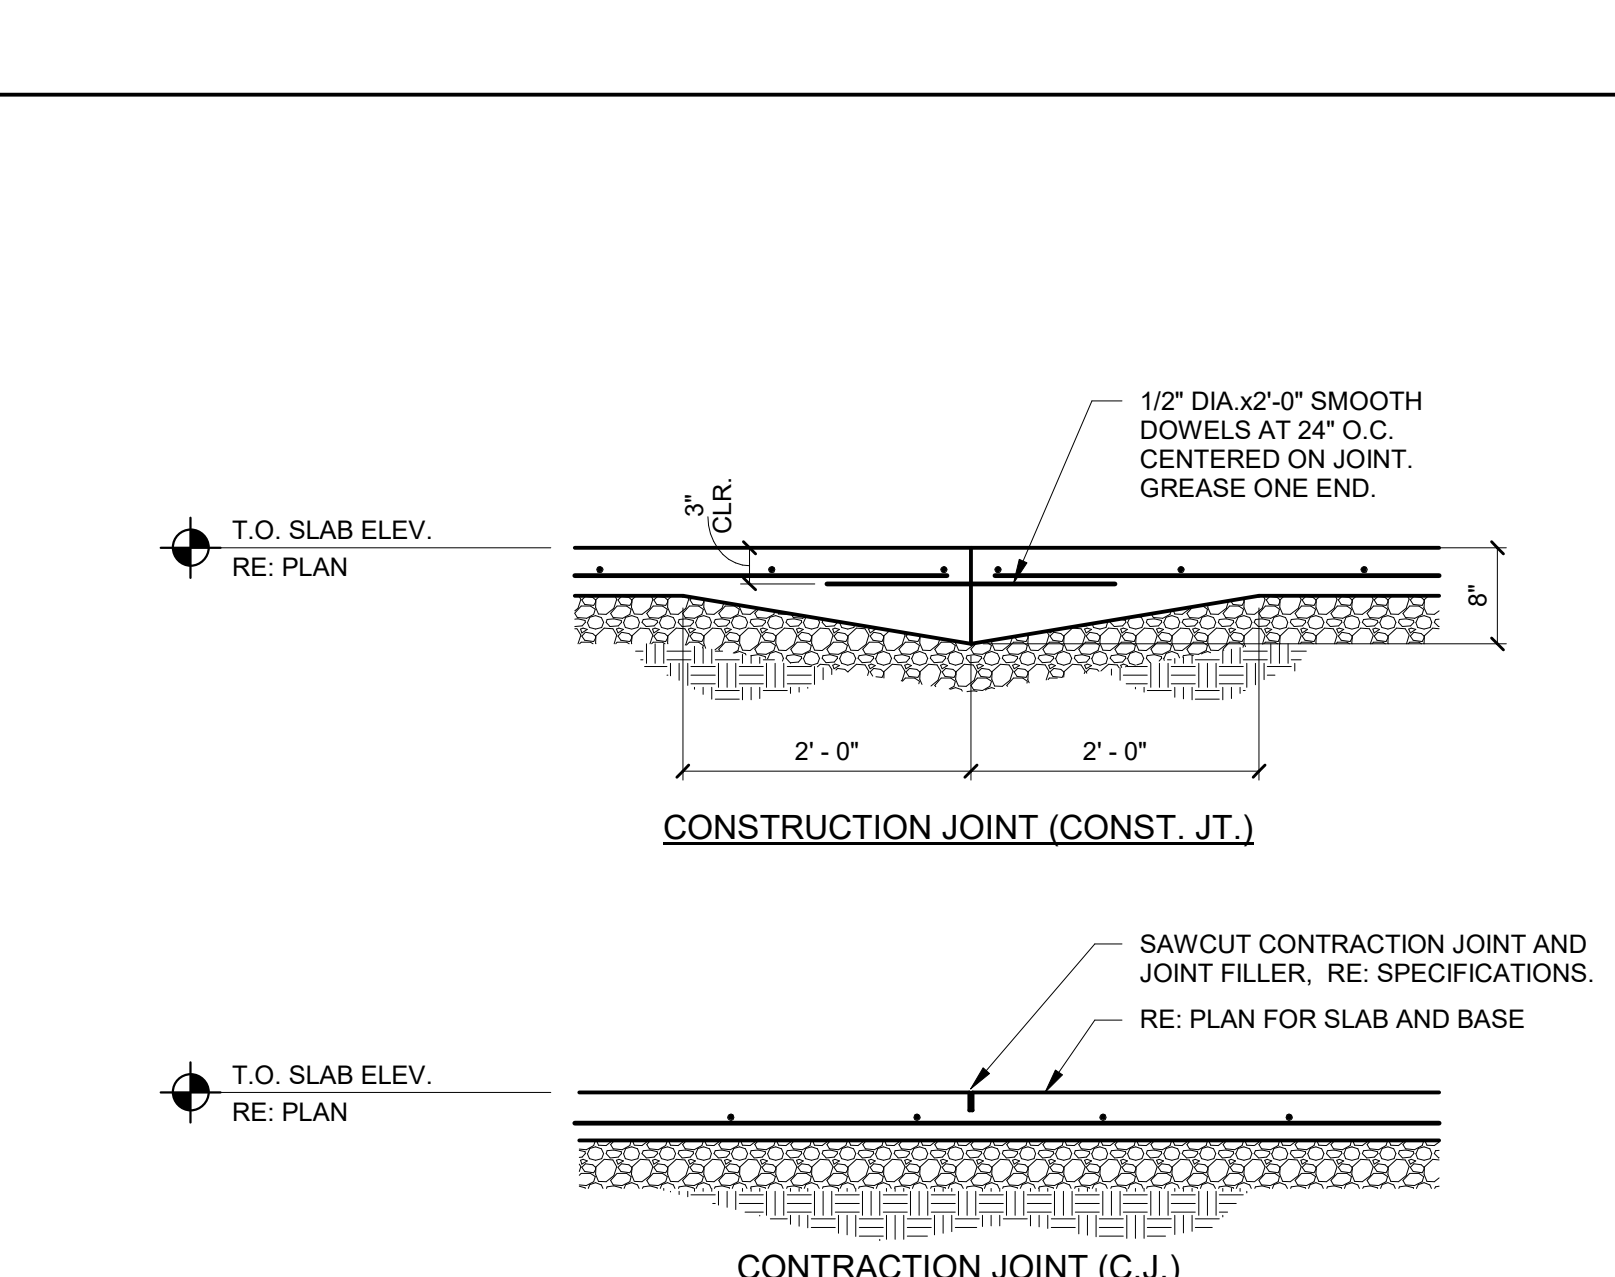 1/2" DIA.x2'-0" SMOOTH
DOWELS AT 24" O.C.
CENTERED ON JOINT.
GREASE ONE END.
3"
CLR.
T.O. SLAB ELEV.
RE: PLAN
8"
2' - 0"
2' - 0"
CONSTRUCTION JOINT (CONST. JT.)
SAWCUT CONTRACTION JOINT AND
JOINT FILLER, RE: SPECIFICATIONS.
RE: PLAN FOR SLAB AND BASE
T.O. SLAB ELEV.
RE: PLAN
CONTRACTION JOINT (C.J.)